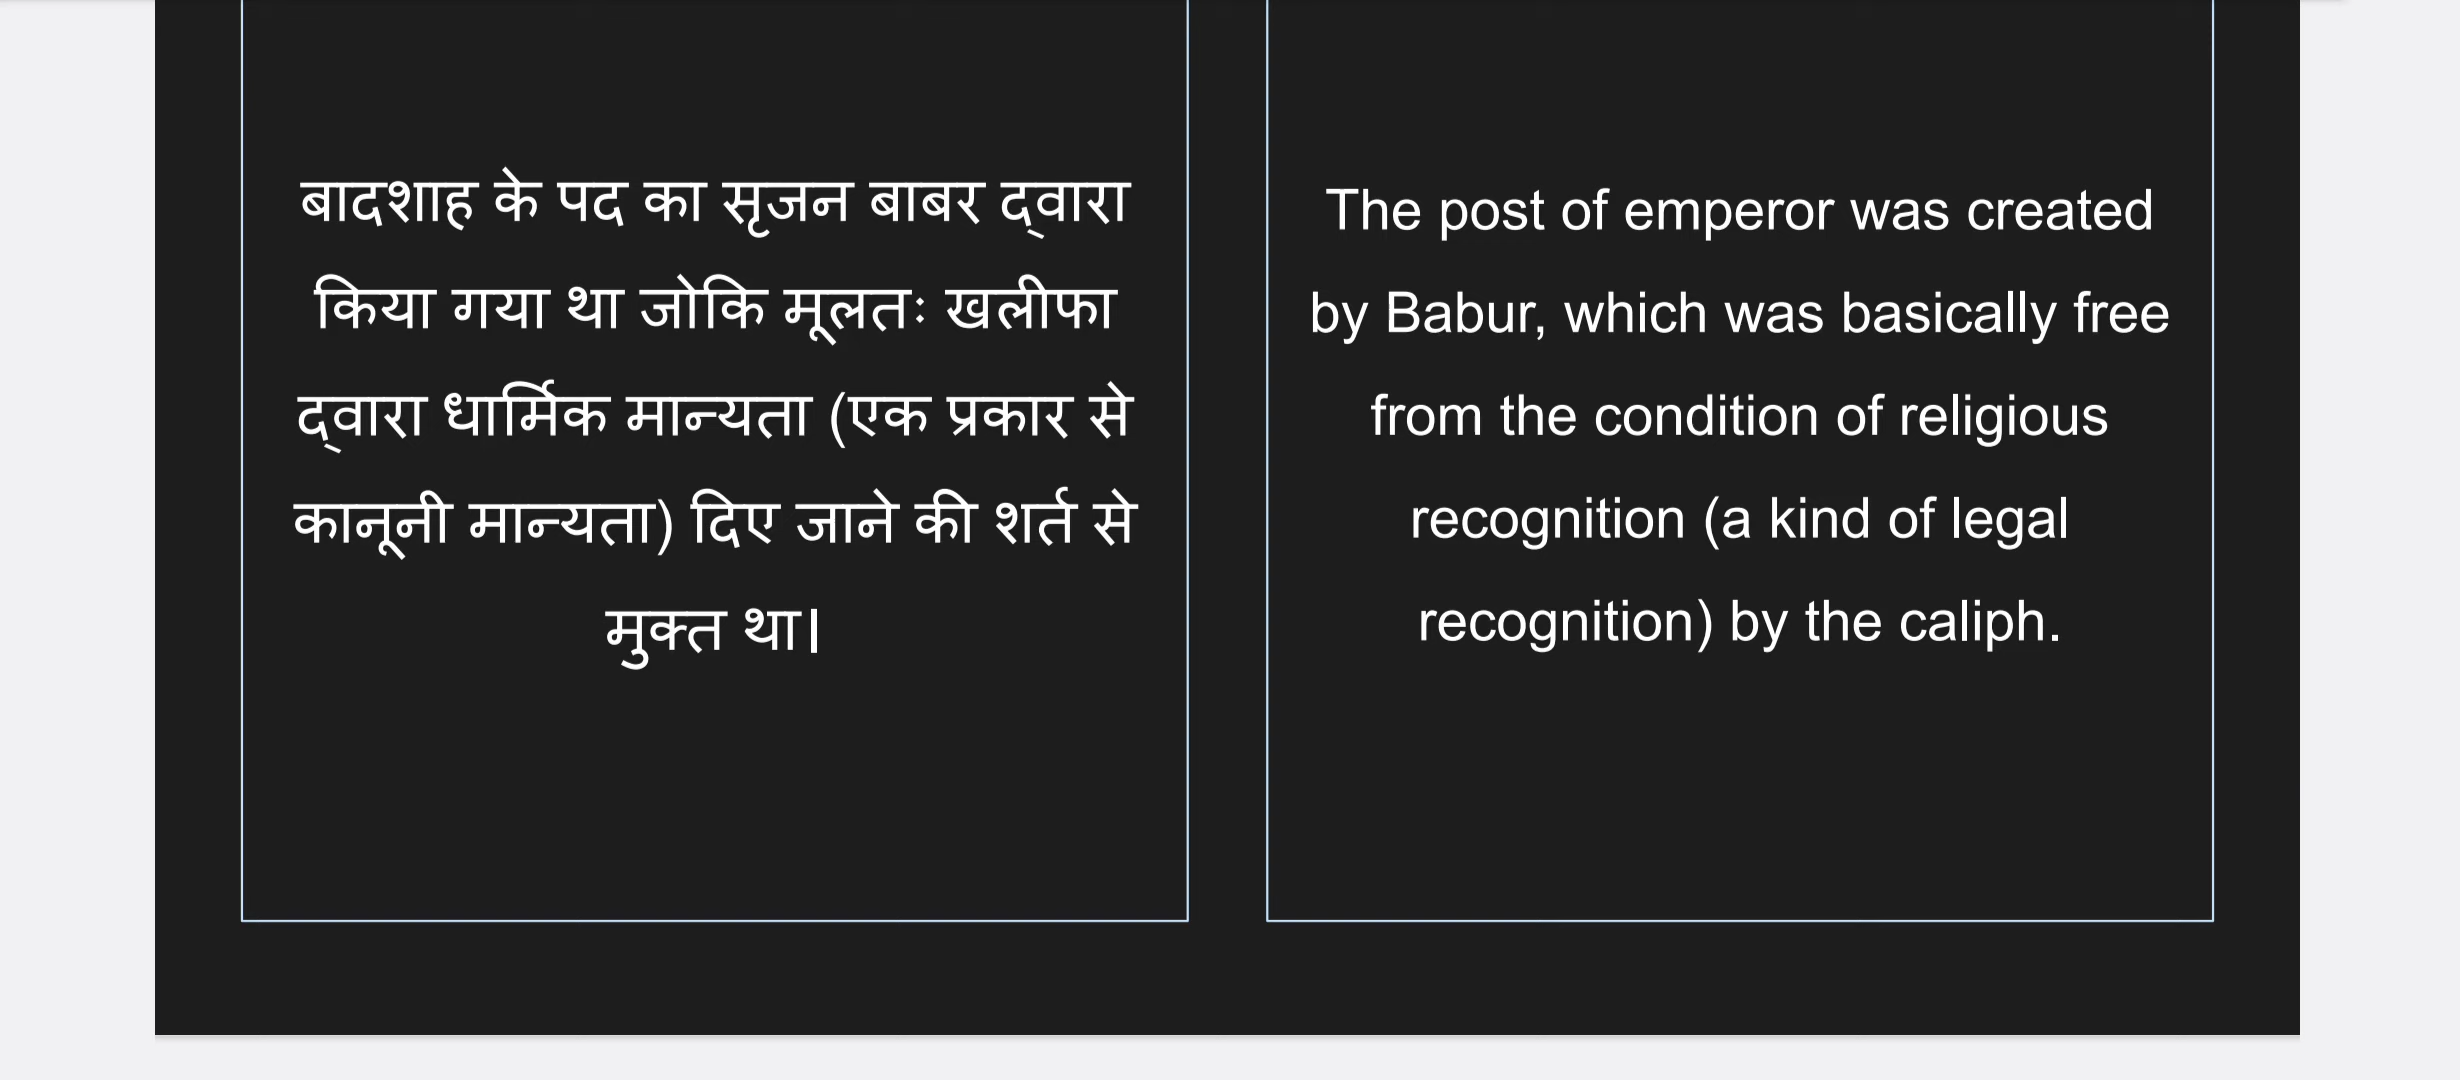 बादशाह के पद का सृजन बाबर द्वारा
किया गया था जोकि मूलतः खलीफा
द्वारा धार्मिक मान्यता (एक प्रकार से
कानूनी मान्यता) दिए जाने की शर्त से
मुक्त था।
The post of emperor was created
by Babur, which was basically free
from the condition of religious
recognition (a kind of legal
recognition) by the caliph.